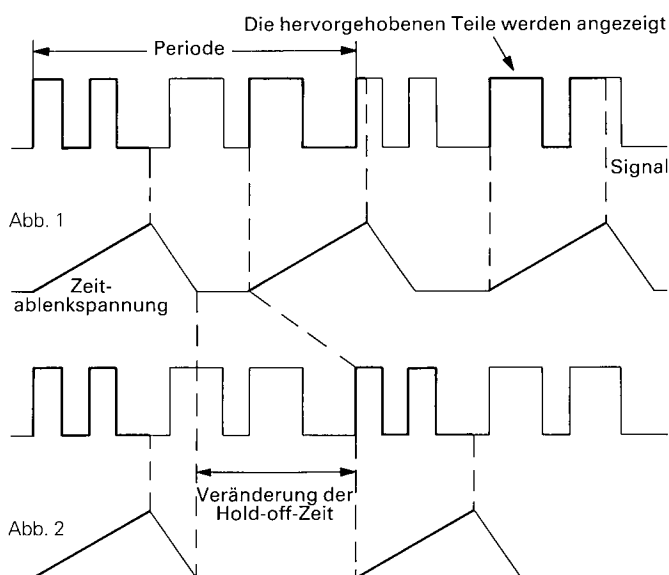 Die hervorgehobenen Teile werden angezeigt
Periode
Signal
Abb. 1
Zeit-
ablenkspannung
Veränderung der
Hold-off-Zeit
Abb. 2